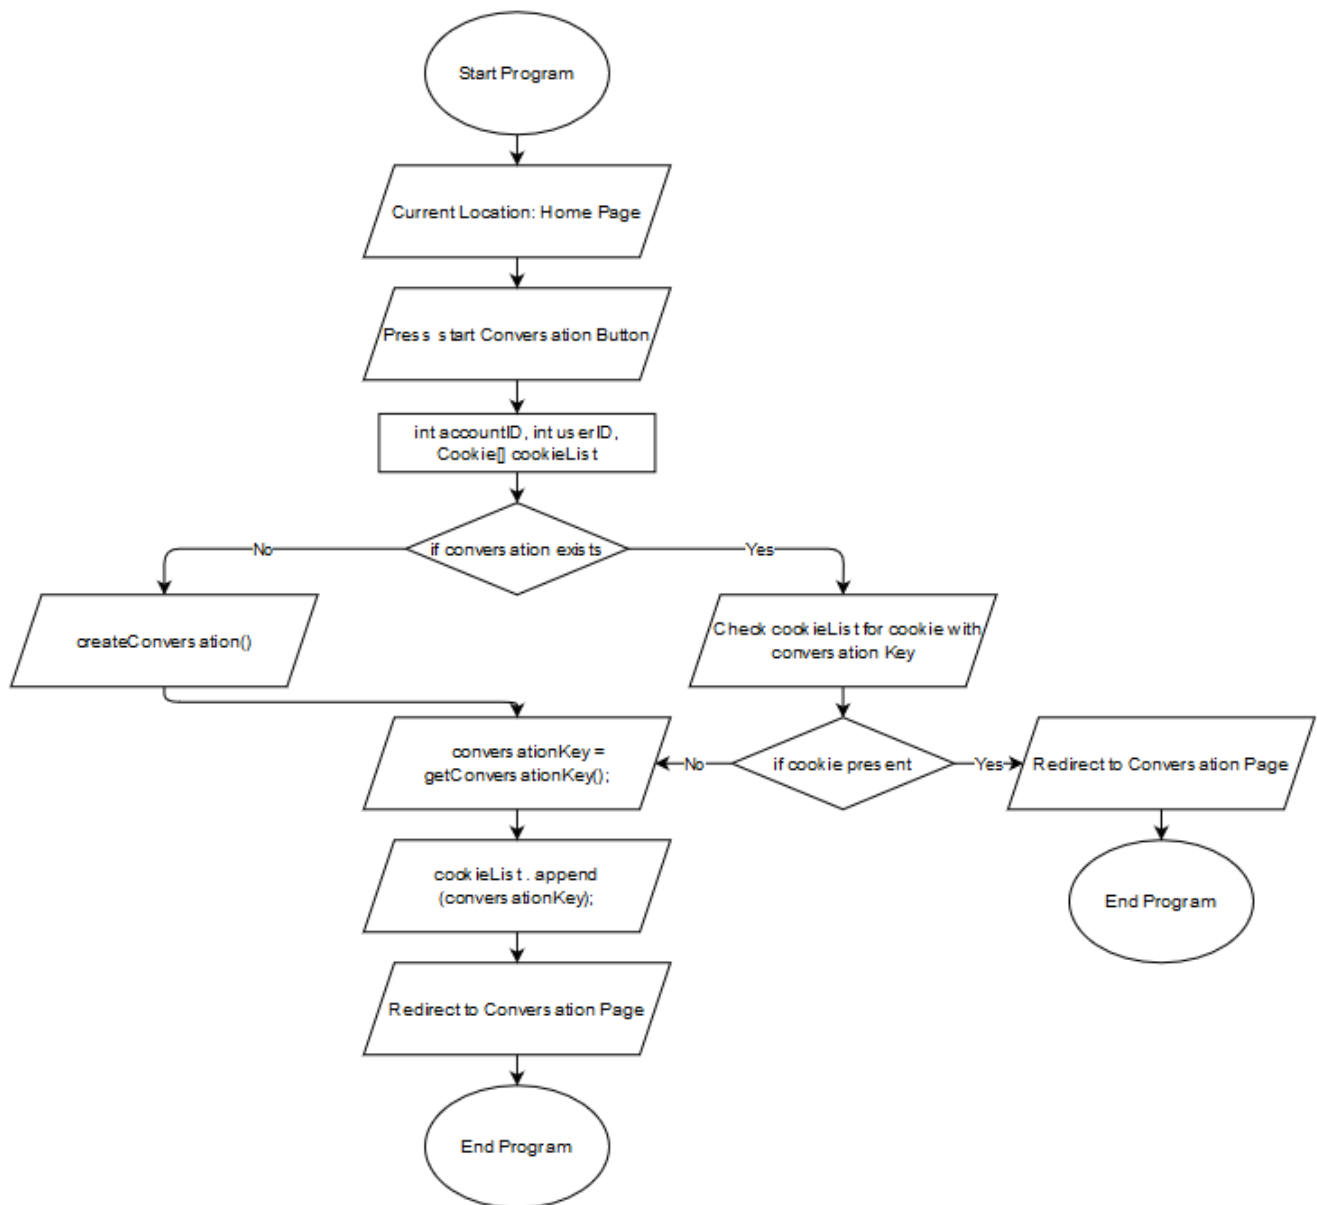 Start Program
Current Location: Home Page
Press start Conversation Button
int accountID, int userID,
Cookie[] cookieList
if conversation exists
No
Yes
createConversation()
Check cookieList for cookie with
conversation Key
conversationKey =
getConversationKey();
No
if cookie present
Yes
Redirect to Conversation Page
cookieList . append
(conversationKey);
End Program
Redirect to Conversation Page
End Program